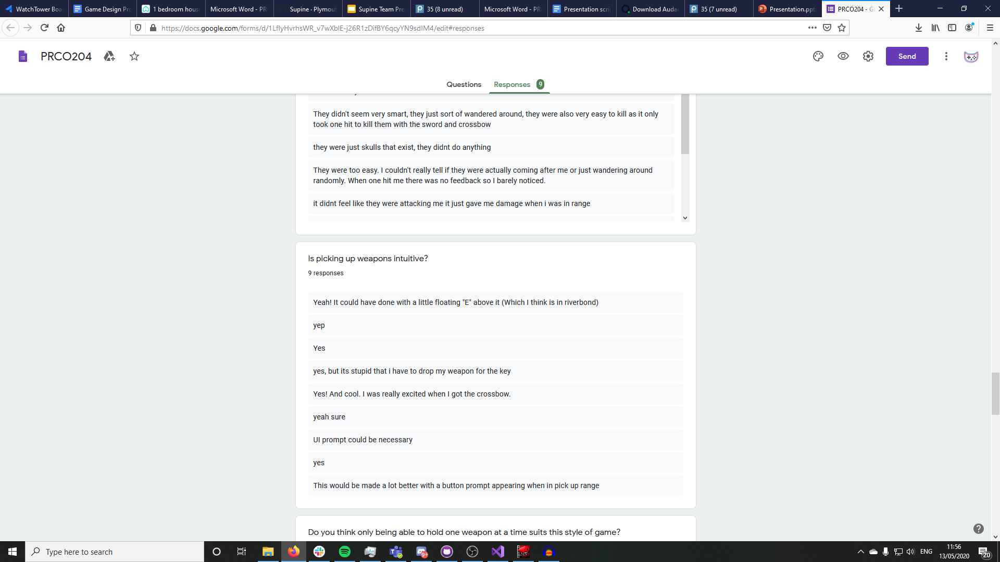 WatchTower Boa
Game Design Pr
1 bedroom hous
Microsoft Word - PR
Supine · Plymout
Supine Team Pre
35 (8 unread)
Microsoft Word - PR
Presentation scri
Download Audac
35 (7 unread)
Presentation.ppt
PRCO204 - G
https://docs.google.com/forms/d/1LfIyHvrhsWR_v7wXblE-j26R1zDifBY6qcyYN9sdIM4/edit#responses
PRCO204
Send
Questions
Responses 9
They didn't seem very smart, they just sort of wandered around, they were also very easy to kill as it only
took one hit to kill them with the sword and crossbow
they were just skulls that exist, they didnt do anything
They were too easy. I couldn't really tell if they were actually coming after me or just wandering around
randomly. When one hit me there was no feedback so I barely noticed.
it didnt feel like they were attacking me it just gave me damage when i was in range
Is picking up weapons intuitive?
9 responses
Yeah! It could have done with a little floating "E" above it (Which I think is in riverbond)
yep
Yes
yes, but its stupid that i have to drop my weapon for the key
Yes! And cool. I was really excited when I got the crossbow.
yeah sure
UI prompt could be necessary
yes
This would be made a lot better with a button prompt appearing when in pick up range
Do you think only being able to hold one weapon at a time suits this style of game?
Type here to search
9+
ENG
11:56
13/05/2020
20